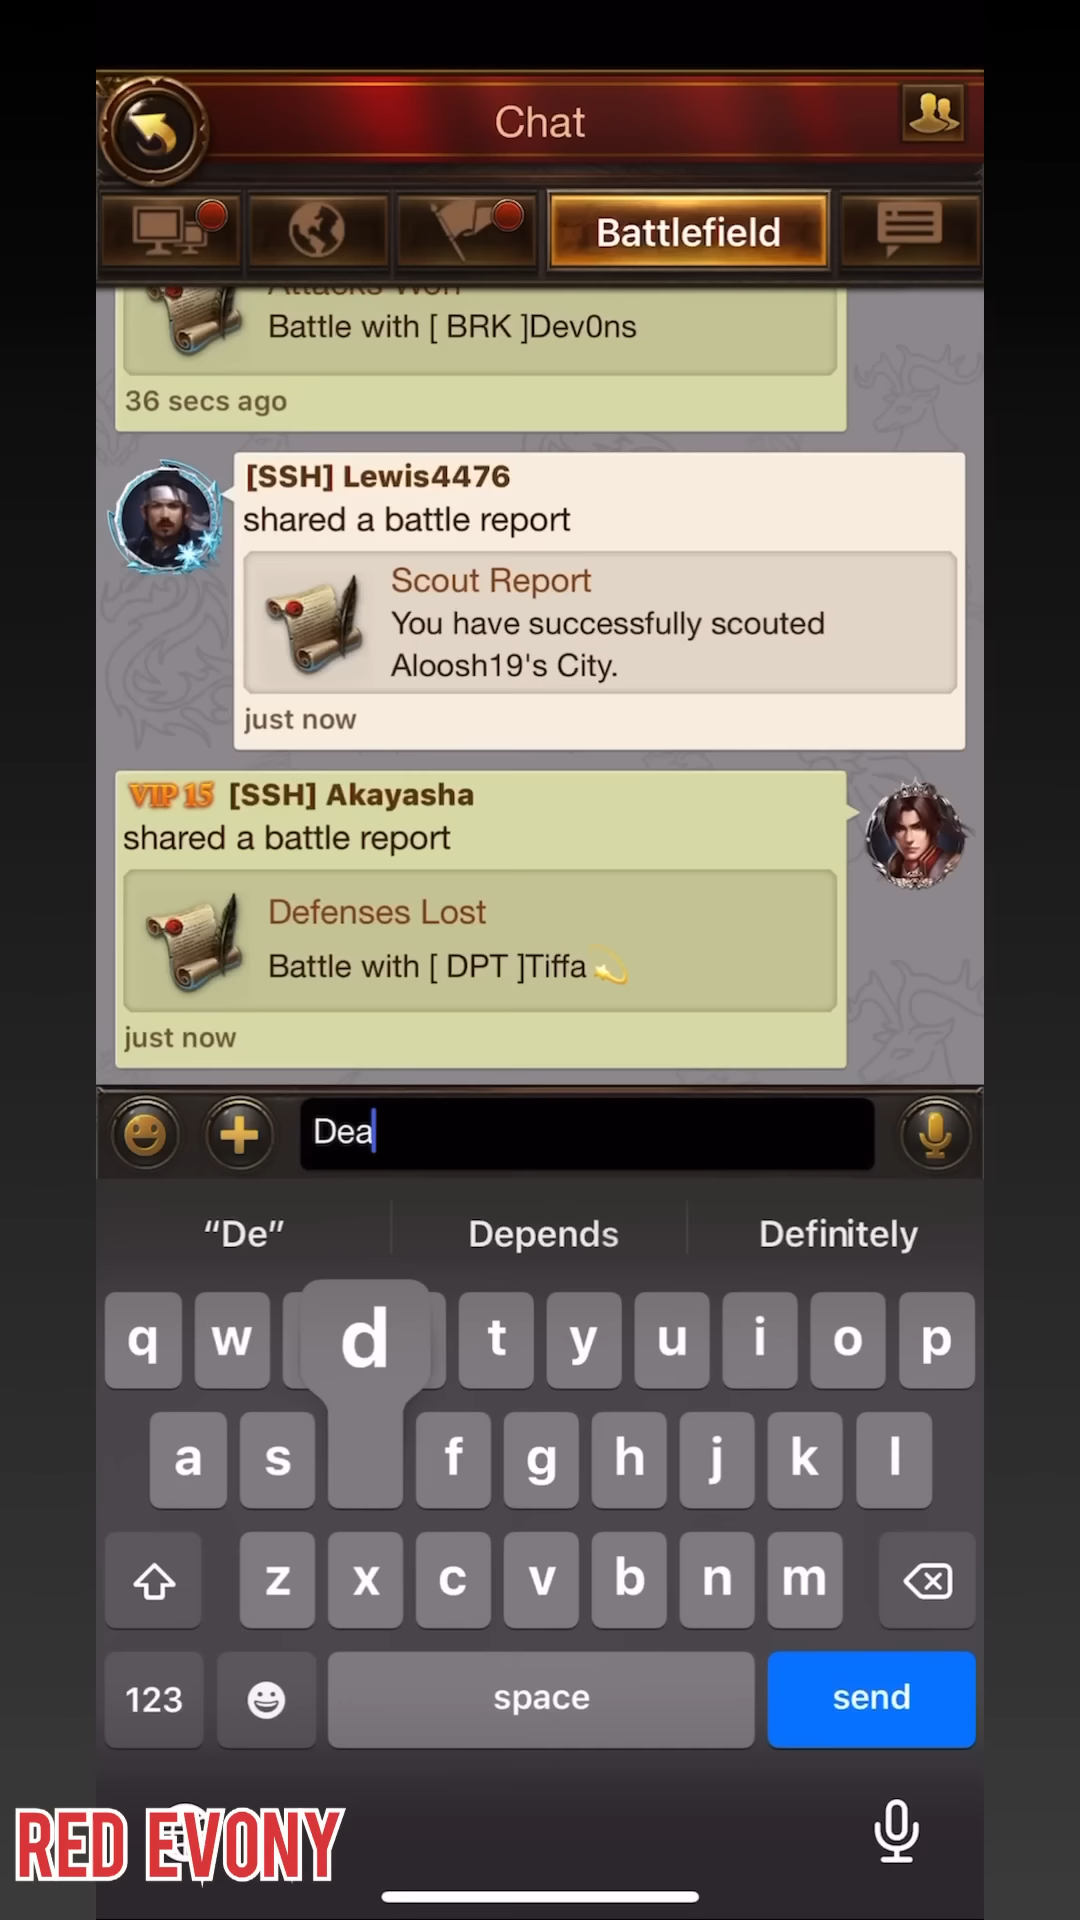 Chat
Battlefield
Attacks Won
Battle with [ BRK ]Dev0ns
36 secs ago
[SSH] Lewis4476
shared a battle report
Scout Report
You have successfully scouted
Aloosh19's City.
just now
VIP 15 [SSH] Akayasha
shared a battle report
Defenses Lost
Battle with [ DPT ]Tiffa💫
just now
Dea
“De” Depends Definitely
q w d t y u i o p
a s f g h j k l
z x c v b n m
123 space send
RED EVONY